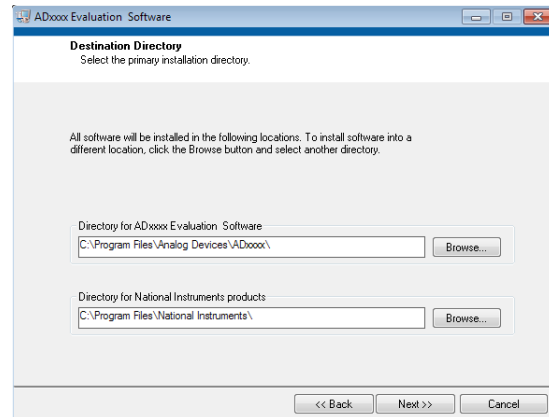 ADxxxx Evaluation Software
Destination Directory
Select the primary installation directory.
All software will be installed in the following locations. To install software into a
different location, click the Browse button and select another directory.
Directory for ADxxxx Evaluation Software
C:\Program Files\Analog Devices\ADxxxx\
Browse...
Directory for National Instruments products
C:\Program Files\National Instruments\
Browse...
<< Back
Next >>
Cancel